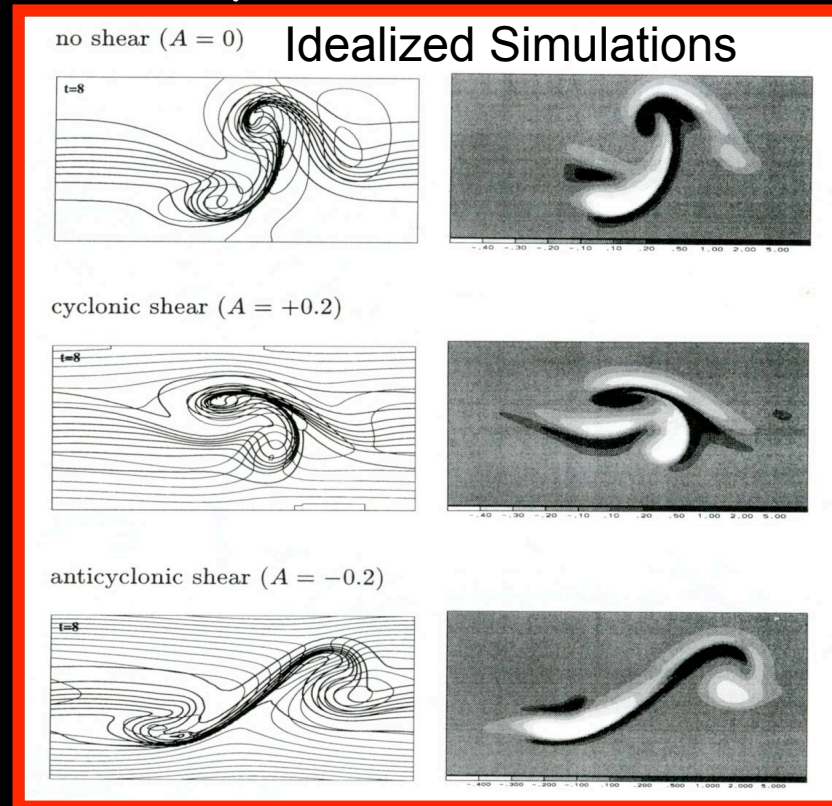 no shear (A = 0)
Idealized Simulations
t=8
-.40 -.30 -.20 -.10 .10 .20 .50 1.00 2.00 5.00
cyclonic shear (A = +0.2)
t=8
-.40 -.30 -.20 -.10 .10 .20 .50 1.00 2.00 5.00
anticyclonic shear (A = −0.2)
t=8
-.400 -.300 -.200 -.100 .100 .200 .500 1.000 2.000 5.000